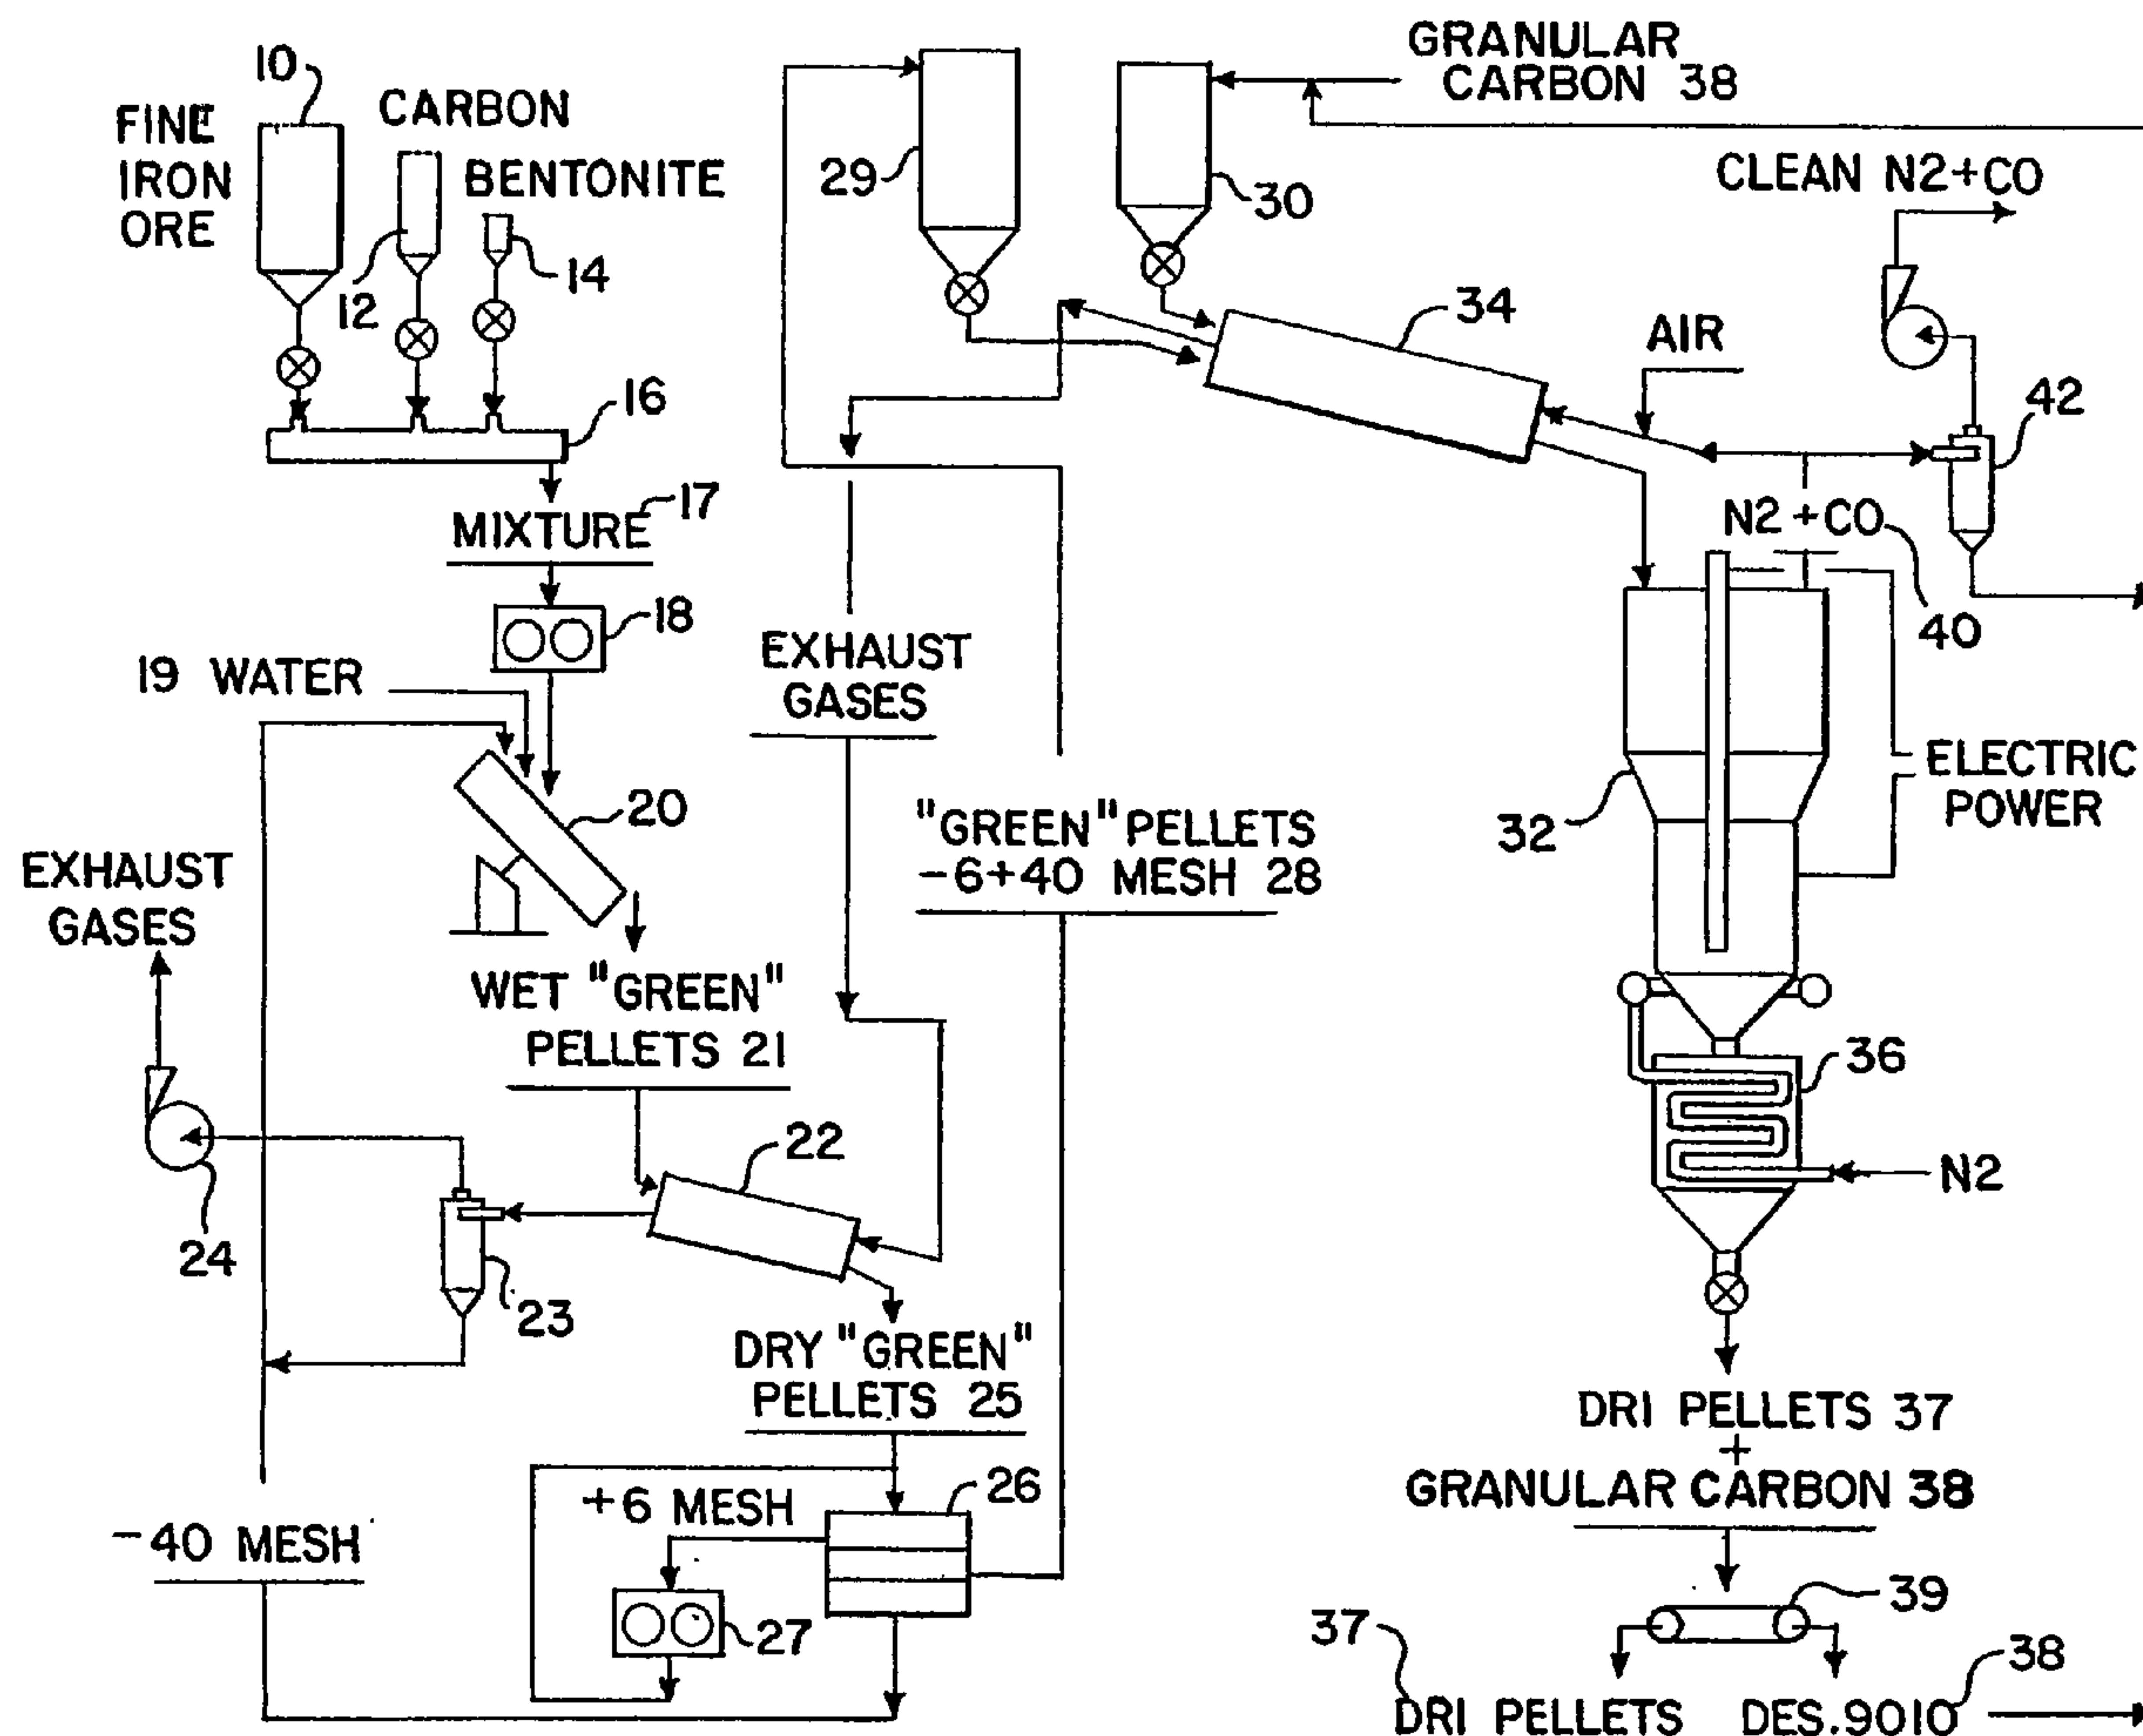 10
FINE
IRON
ORE
CARBON
12
BENTONITE
14
16
MIXTURE 17
18
19 WATER
20
WET "GREEN"
PELLETS 21
EXHAUST
GASES
24
23
22
DRY "GREEN"
PELLETS 25
26
+6 MESH
27
-40 MESH
29
30
GRANULAR
CARBON 38
CLEAN N2+CO
34
AIR
42
N2+CO
40
EXHAUST
GASES
"GREEN" PELLETS
-6+40 MESH 28
32
ELECTRIC
POWER
36
N2
DRI PELLETS 37
+
GRANULAR CARBON 38
39
37
38
DRI PELLETS
DES.9010